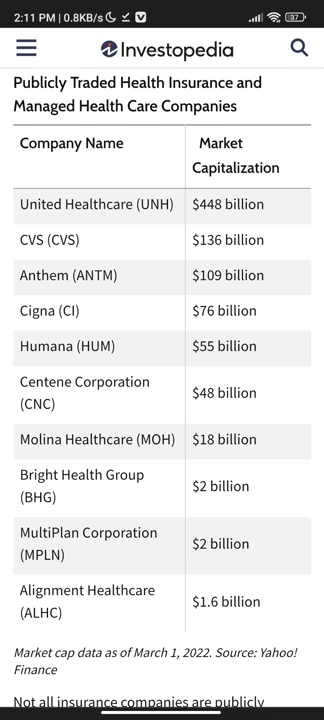 2:11 PM | 0.8KB/s
37
Investopedia
Publicly Traded Health Insurance and
Managed Health Care Companies
Company Name
Market
Capitalization
United Healthcare (UNH) $448 billion
CVS (CVS) $136 billion
Anthem (ANTM) $109 billion
Cigna (CI) $76 billion
Humana (HUM) $55 billion
Centene Corporation
(CNC)
$48 billion
Molina Healthcare (MOH) $18 billion
Bright Health Group
(BHG)
$2 billion
MultiPlan Corporation
(MPLN)
$2 billion
Alignment Healthcare
(ALHC)
$1.6 billion
Market cap data as of March 1, 2022. Source: Yahoo!
Finance
Not all insurance companies are publicly